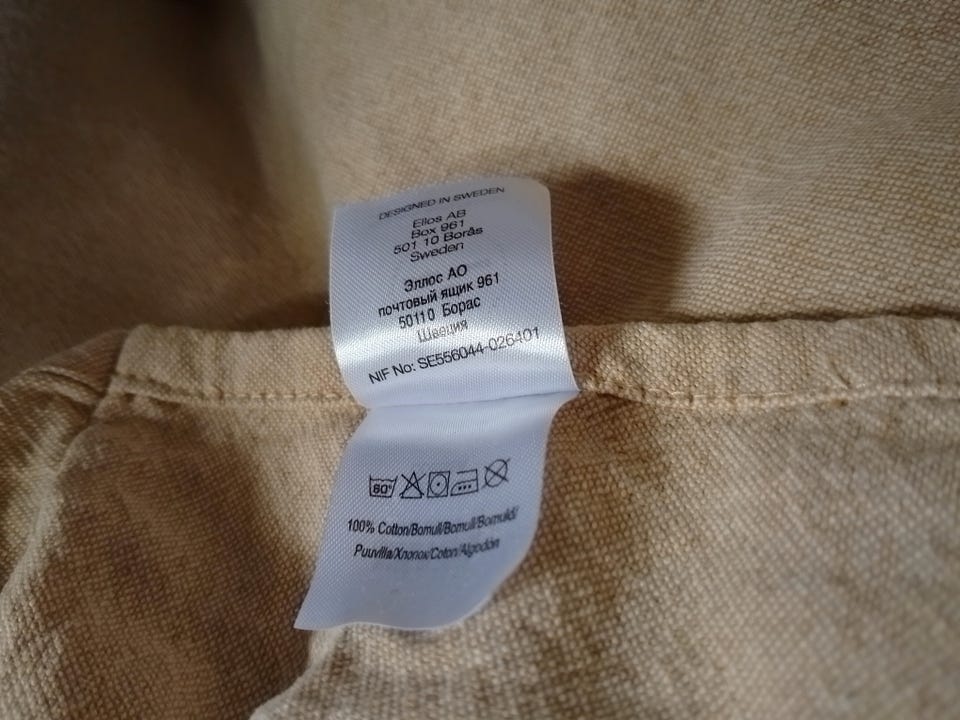 DESIGNED IN SWEDEN
Ellos AB
Box 961
501 10 Borås
Sweden
Эллос АО
почтовый ящик 961
50110 Борас
Швеция
NIF No: SE556044-026401
60°
100% Cotton/Bomull/Bomull/Bomuld/
Puuvilla/Хлопок/Coton/Algodón